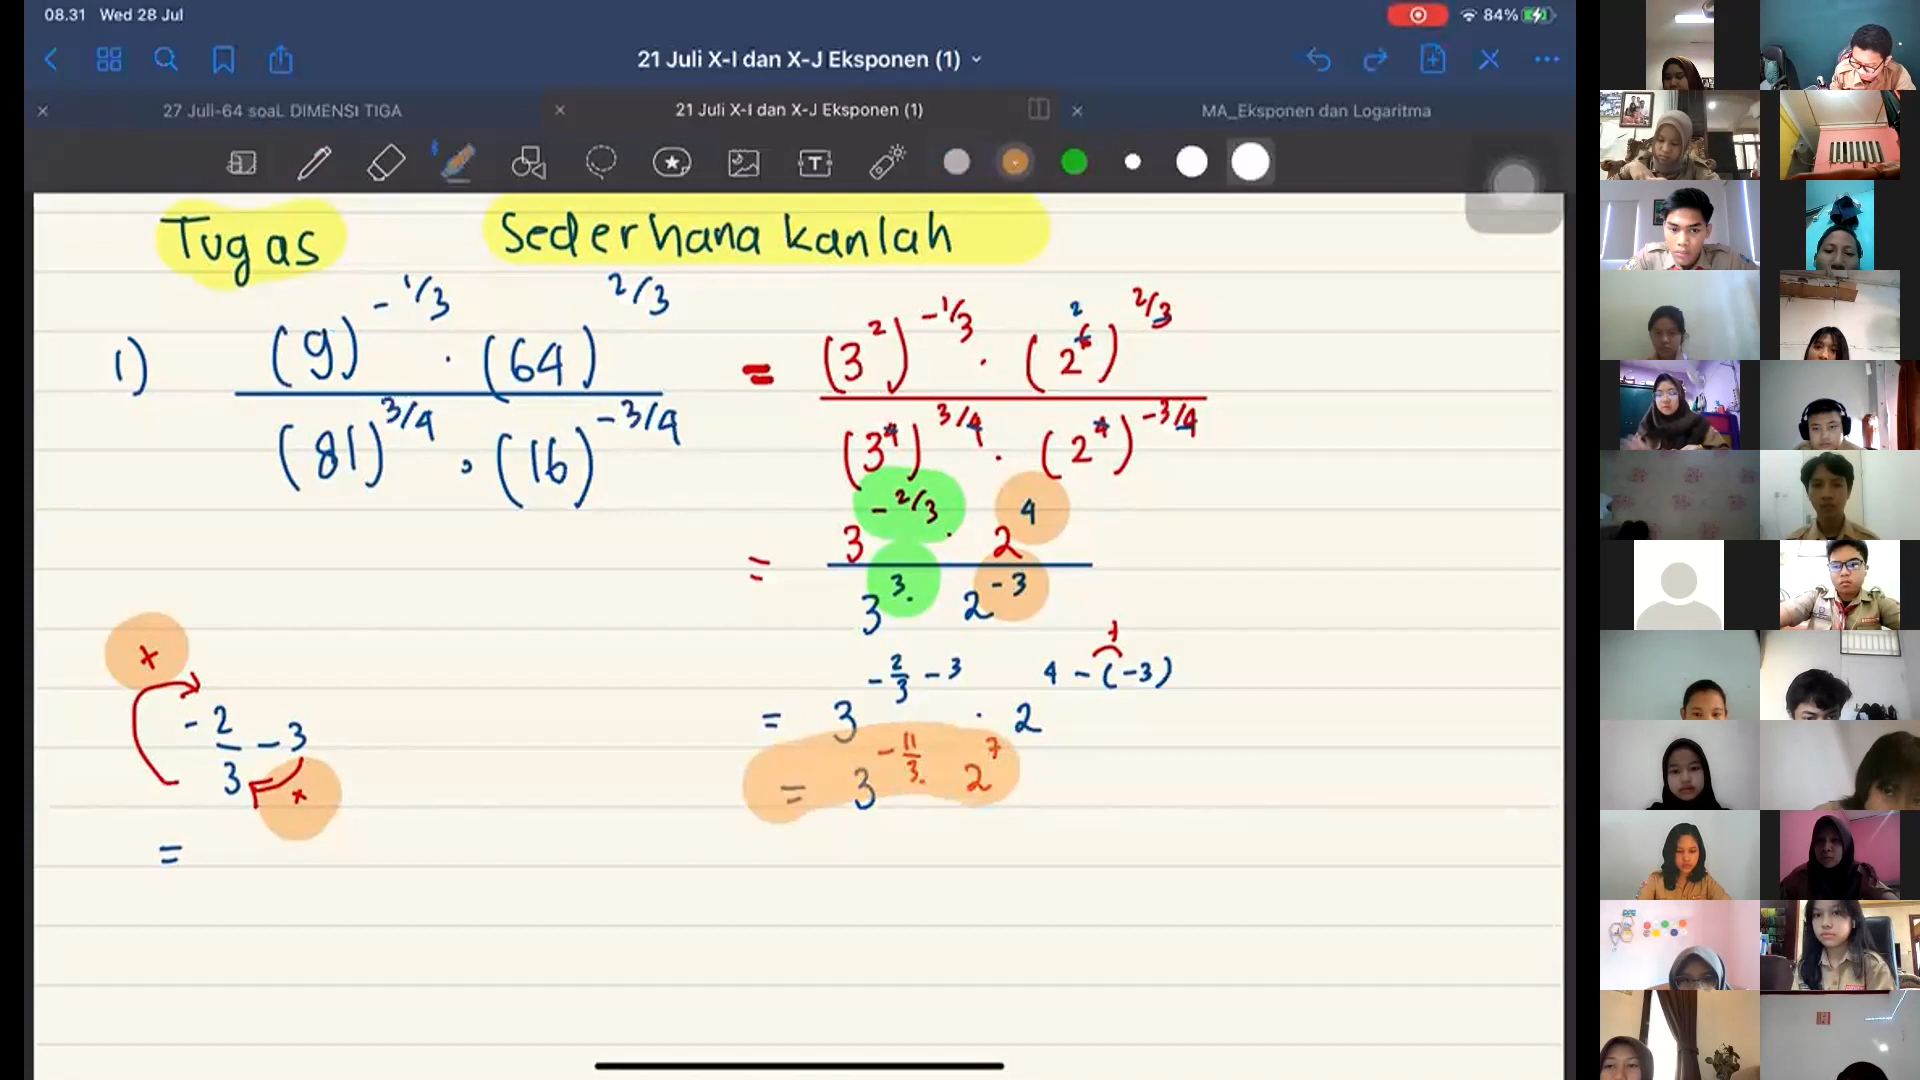 08.31 Wed 28 Jul
84%
21 Juli X-I dan X-J Eksponen (1)
27 Juli-64 soaL DIMENSI TIGA
21 Juli X-I dan X-J Eksponen (1)
MA_Eksponen dan Logaritma
Tugas Sederhanakanlah
1) (9)^-1/3 · (64)^2/3 = (3^2)^-1/3 · (2^6)^2/3
(81)^3/4 · (16)^-3/4 (3^4)^3/4 · (2^4)^-3/4
2
= 3^-2/3 · 2^4
3^3 · 2^-3
+
= 3^-2/3 - 3 · 2^4 - (-3)
= 3^-11/3 · 2^7
+
- 2/3 - 3
x
=